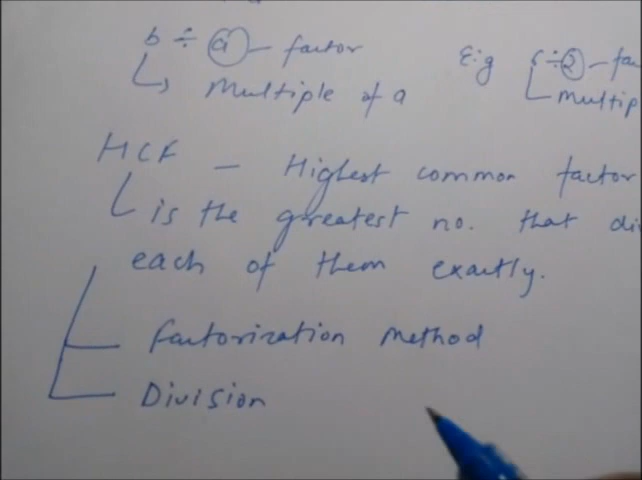 b ÷ a - factor
Multiple of a
E.g ÷ 2 - fa
multip
HCF - Highest common factor
is the greatest no. that di
each of them exactly.
factorization Method
Division